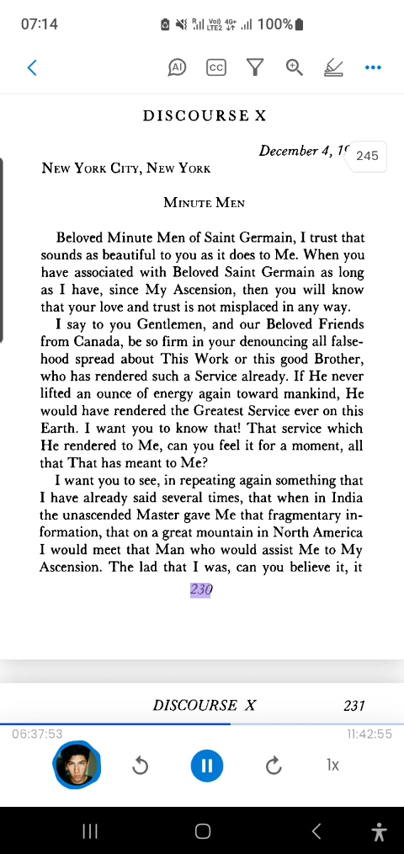 07:14
Vo)) 4G+
LTE2
100%
AI
CC
DISCOURSE X
December 4, 19
245
NEW YORK CITY, NEW YORK
MINUTE MEN
Beloved Minute Men of Saint Germain, I trust that
sounds as beautiful to you as it does to Me. When you
have associated with Beloved Saint Germain as long
as I have, since My Ascension, then you will know
that your love and trust is not misplaced in any way.
I say to you Gentlemen, and our Beloved Friends
from Canada, be so firm in your denouncing all false-
hood spread about This Work or this good Brother,
who has rendered such a Service already. If He never
lifted an ounce of energy again toward mankind, He
would have rendered the Greatest Service ever on this
Earth. I want you to know that! That service which
He rendered to Me, can you feel it for a moment, all
that That has meant to Me?
I want you to see, in repeating again something that
I have already said several times, that when in India
the unascended Master gave Me that fragmentary in-
formation, that on a great mountain in North America
I would meet that Man who would assist Me to My
Ascension. The lad that I was, can you believe it, it
230
DISCOURSE X 231
06:37:53 11:42:55
1x